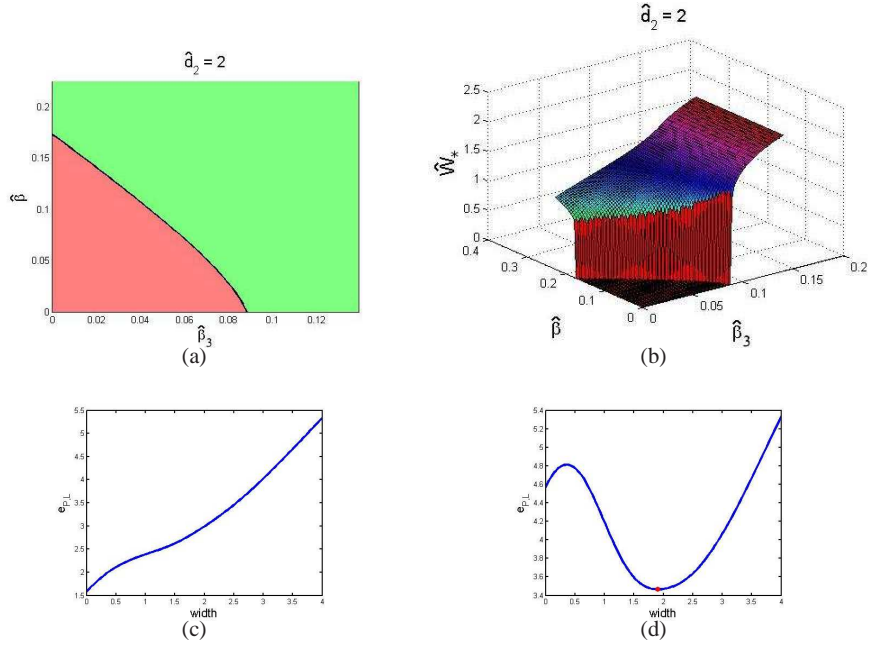 d̂₂ = 2
0.2
0.15
0.1
0.05
0
β̂
0 0.02 0.04 0.06 0.08 0.1 0.12
β̂₃
(a)
d̂₂ = 2
2.5
2
1.5
1
0.5
0
Ŵ*
0.4 0.3 0.2 0.1 0
0 0.05 0.1 0.15 0.2
β̂
β̂₃
(b)
5.5
5
4.5
4
3.5
3
2.5
2
1.5
e_P,L
0 0.5 1 1.5 2 2.5 3 3.5 4
width
(c)
5.4
5.2
5
4.8
4.6
4.4
4.2
4
3.8
3.6
3.4
e_P,L
0 0.5 1 1.5 2 2.5 3 3.5 4
width
(d)